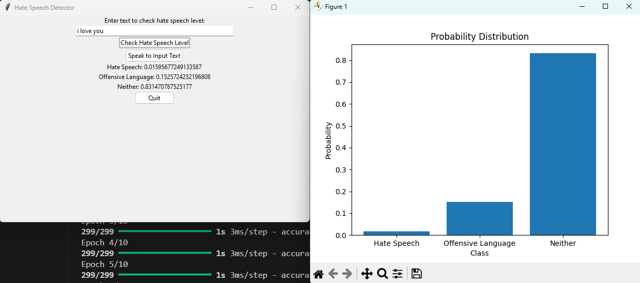 Hate Speech Detector
Enter text to check hate speech level:
i love you
Check Hate Speech Level
Speak to Input Text
Hate Speech: 0.01595677249133587
Offensive Language: 0.1525724232196808
Neither: 0.831470787525177
Quit
299/299 1s 3ms/step - accura
Epoch 4/10
299/299 1s 3ms/step - accura
Epoch 5/10
299/299 1s 3ms/step - accura
Figure 1
Probability Distribution
Probability
0.8
0.7
0.6
0.5
0.4
0.3
0.2
0.1
0.0
Hate Speech Offensive Language Neither
Class